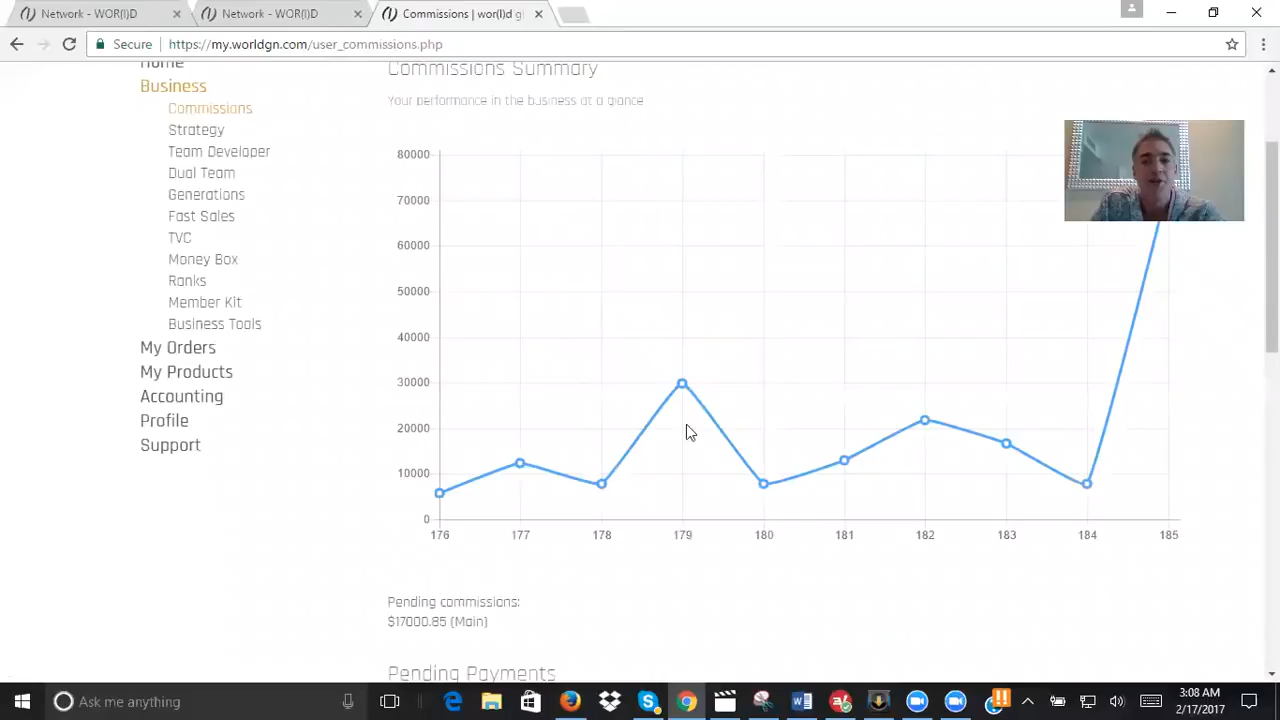 Network - WOR(I)D
Network - WOR(I)D
Commissions | wor(l)d gl
Secure
https://my.worldgn.com/user_commissions.php
Home
Business
Commissions
Strategy
Team Developer
Dual Team
Generations
Fast Sales
TVC
Money Box
Ranks
Member Kit
Business Tools
My Orders
My Products
Accounting
Profile
Support
Commissions Summary
Your performance in the business at a glance
80000
70000
60000
50000
40000
30000
20000
10000
0
176 177 178 179 180 181 182 183 184 185
Pending commissions:
$17000.85 (Main)
Pending Payments
Ask me anything
3:08 AM
2/17/2017